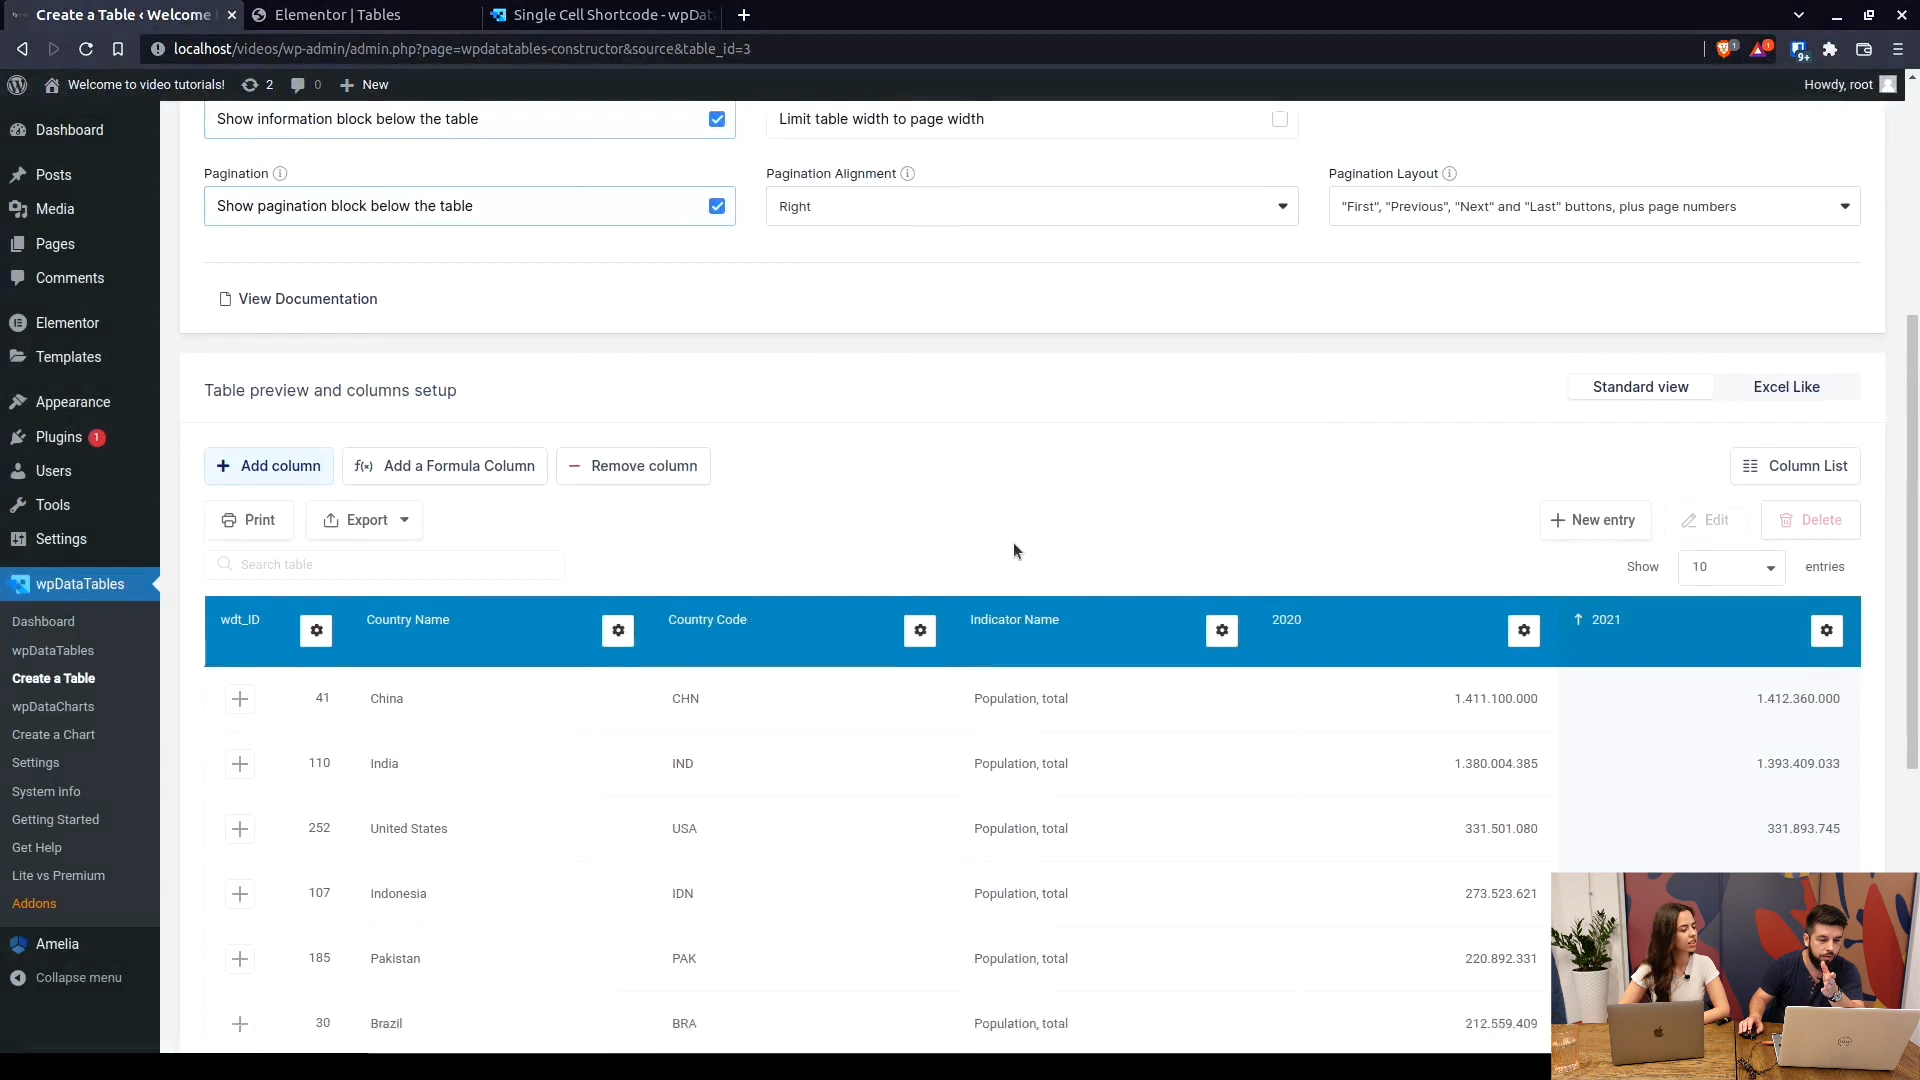 Create a Table ‹ Welcome
Elementor | Tables
Single Cell Shortcode - wpDat
localhost/videos/wp-admin/admin.php?page=wpdatatables-constructor&source&table_id=3
1
1
9+
Welcome to video tutorials!
2
0
New
Howdy, root
Dashboard
Posts
Media
Pages
Comments
Elementor
Templates
Appearance
Plugins 1
Users
Tools
Settings
wpDataTables
Dashboard
wpDataTables
Create a Table
wpDataCharts
Create a Chart
Settings
System info
Getting Started
Get Help
Lite vs Premium
Addons
Amelia
Collapse menu
Show information block below the table
Limit table width to page width
Pagination
Pagination Alignment
Pagination Layout
Show pagination block below the table
Right
"First", "Previous", "Next" and "Last" buttons, plus page numbers
View Documentation
Table preview and columns setup
Standard view
Excel Like
Add column
f(x) Add a Formula Column
Remove column
Column List
Print
Export
New entry
Edit
Delete
Search table
Show 10 entries
wdt_ID Country Name Country Code Indicator Name 2020 2021
41 China CHN Population, total 1.411.100.000 1.412.360.000
110 India IND Population, total 1.380.004.385 1.393.409.033
252 United States USA Population, total 331.501.080 331.893.745
107 Indonesia IDN Population, total 273.523.621
185 Pakistan PAK Population, total 220.892.331
30 Brazil BRA Population, total 212.559.409